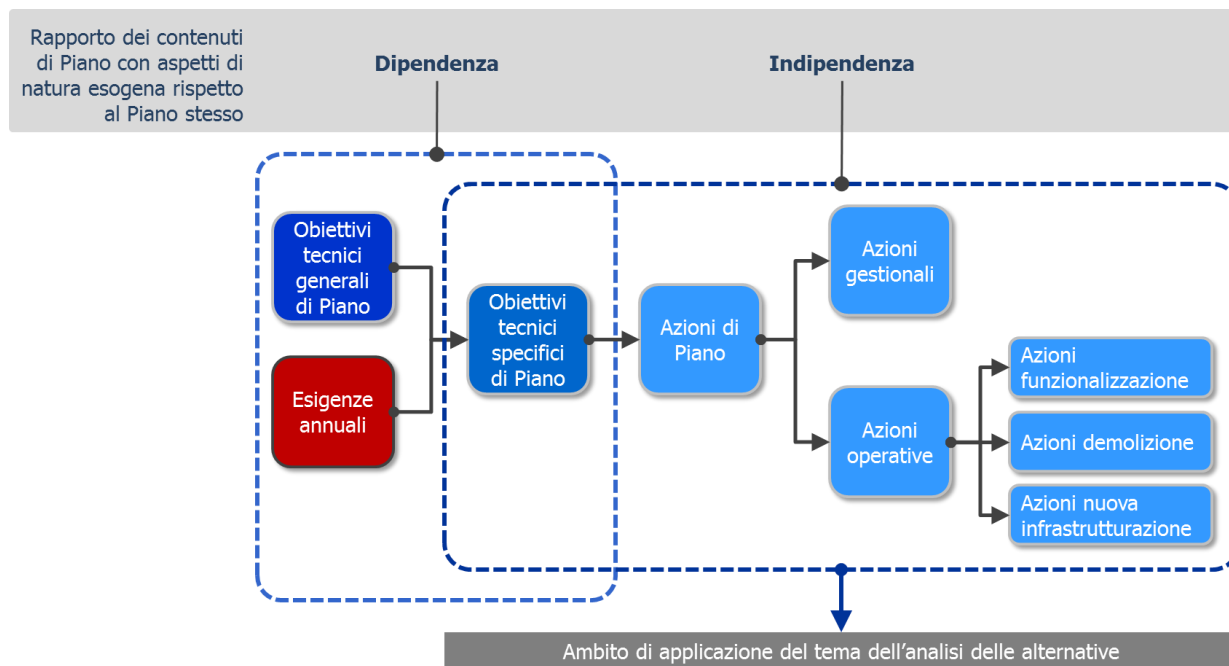 Rapporto dei contenuti
di Piano con aspetti di
natura esogena rispetto
al Piano stesso
Dipendenza
Indipendenza
Obiettivi
tecnici
generali
di Piano
Esigenze
annuali
Obiettivi
tecnici
specifici
di Piano
Azioni di
Piano
Azioni
gestionali
Azioni
operative
Azioni
funzionalizzazione
Azioni demolizione
Azioni nuova
infrastrutturazione
Ambito di applicazione del tema dell’analisi delle alternative